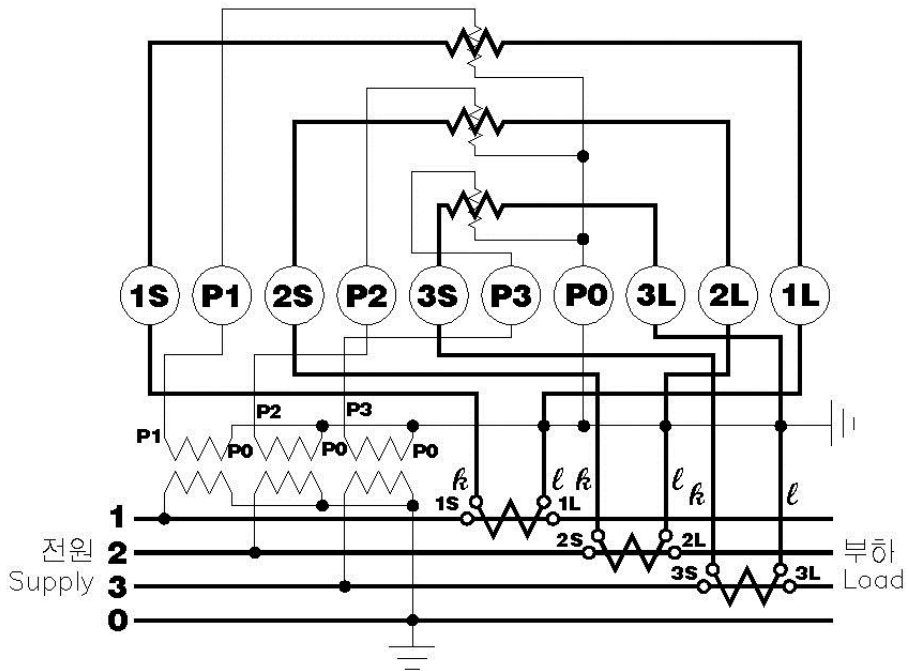 1S P1 2S P2 3S P3 P0 3L 2L 1L
P1 P0 P2 P0 P3 P0
k ℓ k ℓ k ℓ
1S 1L
1
2S 2L
전원 2 부하
3S 3L
Supply 3 Load
0